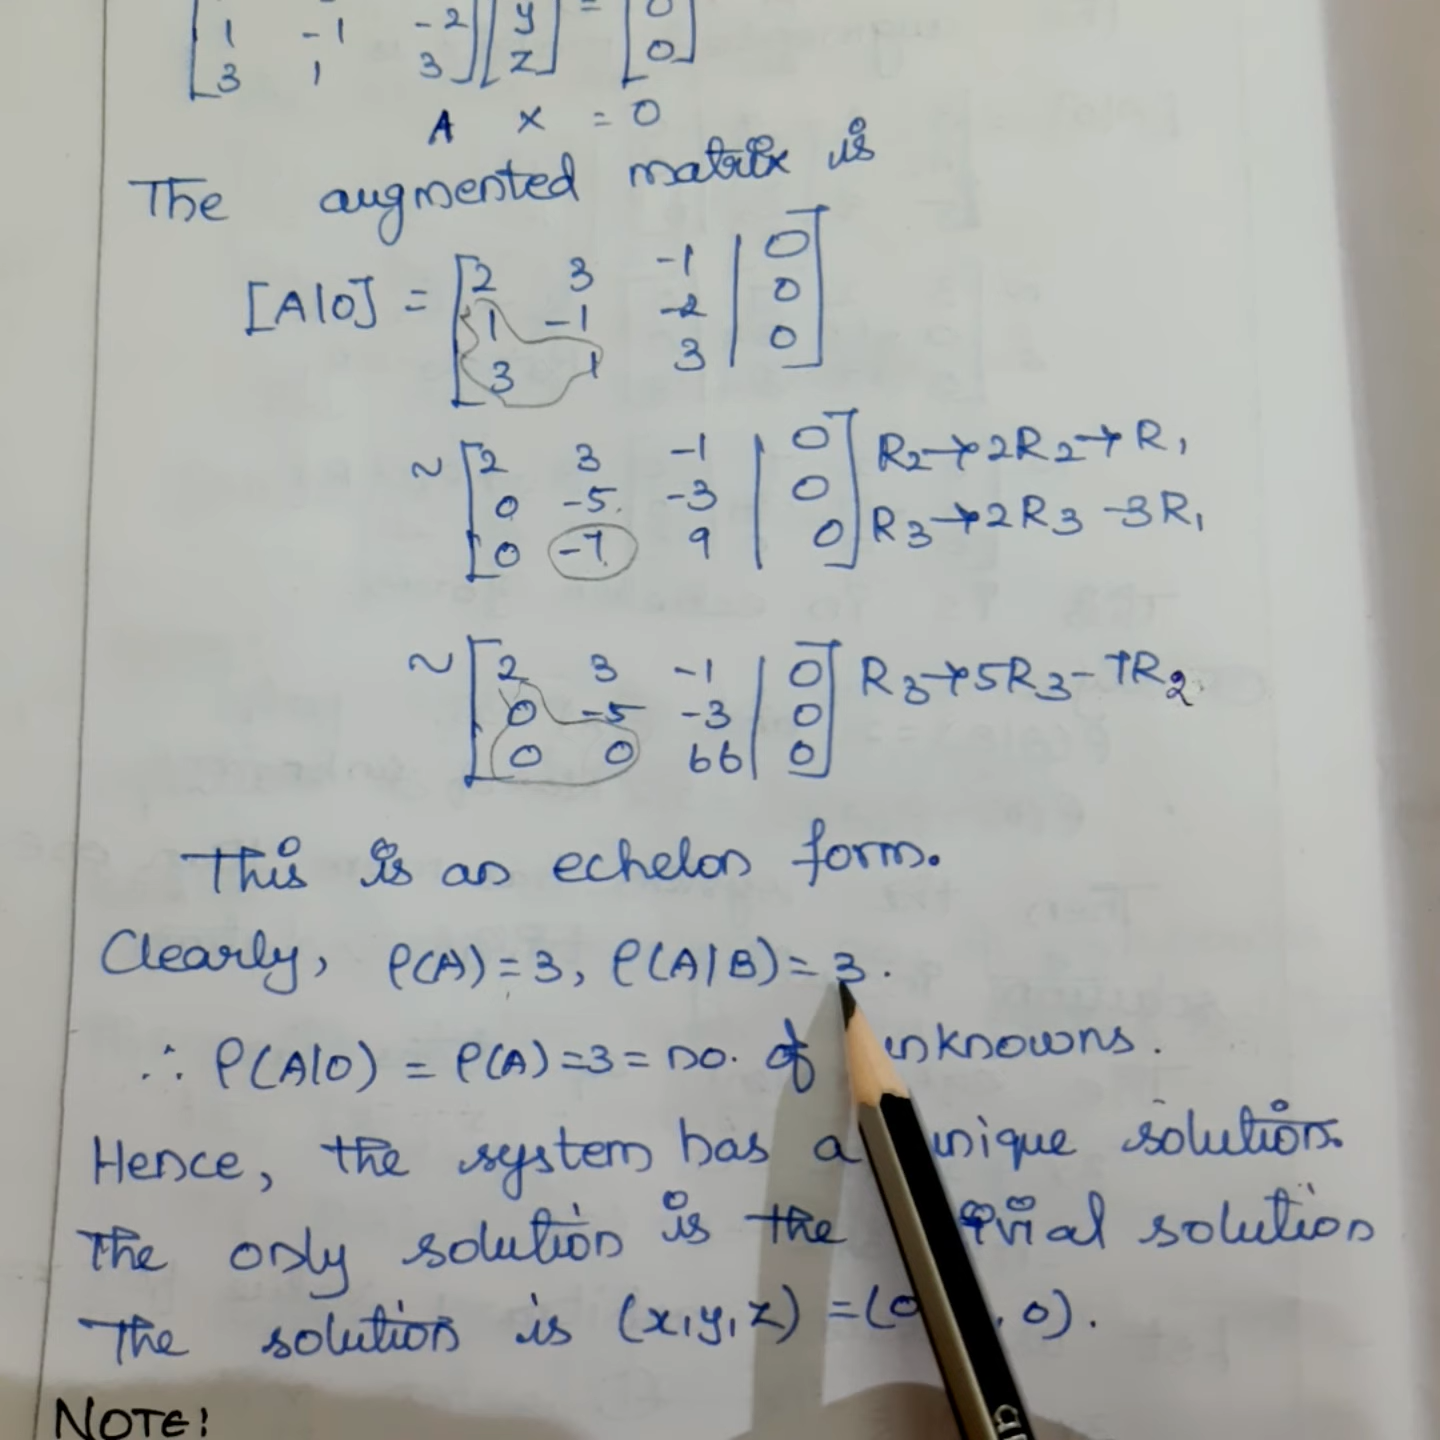 [ 1 -1 -2 ] [ y ] = [ 0 ]
[ 3 1 3 ] [ z ] [ 0 ]
A x = 0
The augmented matrix is
[A|0] = [ 2 3 -1 | 0 ]
[ 1 -1 -2 | 0 ]
[ 3 1 3 | 0 ]
~ [ 2 3 -1 | 0 ] R₂→2R₂→R₁
[ 0 -5 -3 | 0 ]
[ 0 -7 9 | 0 ] R₃→2R₃-3R₁
~ [ 2 3 -1 | 0 ] R₃→5R₃-7R₂
[ 0 -5 -3 | 0 ]
[ 0 0 66 | 0 ]
This is an echelon form.
Clearly, ρ(A)=3, ρ(A|B)=3.
∴ ρ(A|0) = ρ(A)=3= no. of unknowns.
Hence, the system has a unique solution.
The only solution is the trivial solution
The solution is (x,y,z) =(0 , 0).
NOTE: